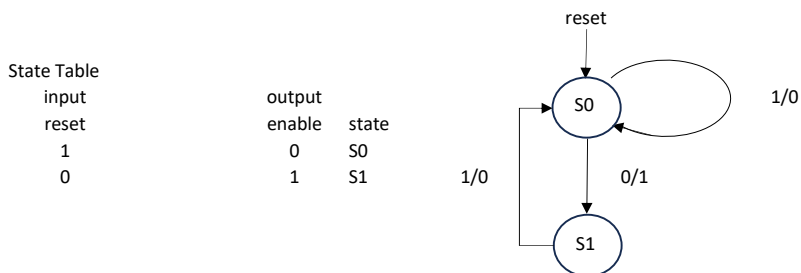 State Table
input output
reset enable state
1 0 S0
0 1 S1
reset
S0
1/0
1/0
0/1
S1